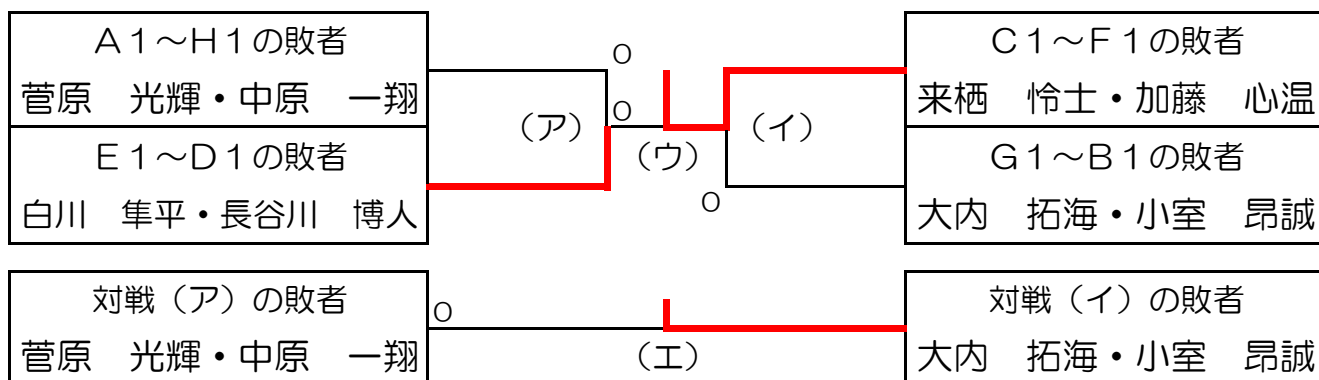 A1~H1の敗者
菅原 光輝・中原 一翔
E1~D1の敗者
白川 隼平・長谷川 博人
0
0
(ア)
(ウ)
(イ)
0
C1~F1の敗者
来栖 怜士・加藤 心温
G1~B1の敗者
大内 拓海・小室 昂誠
対戦(ア)の敗者
菅原 光輝・中原 一翔
0
(エ)
対戦(イ)の敗者
大内 拓海・小室 昂誠